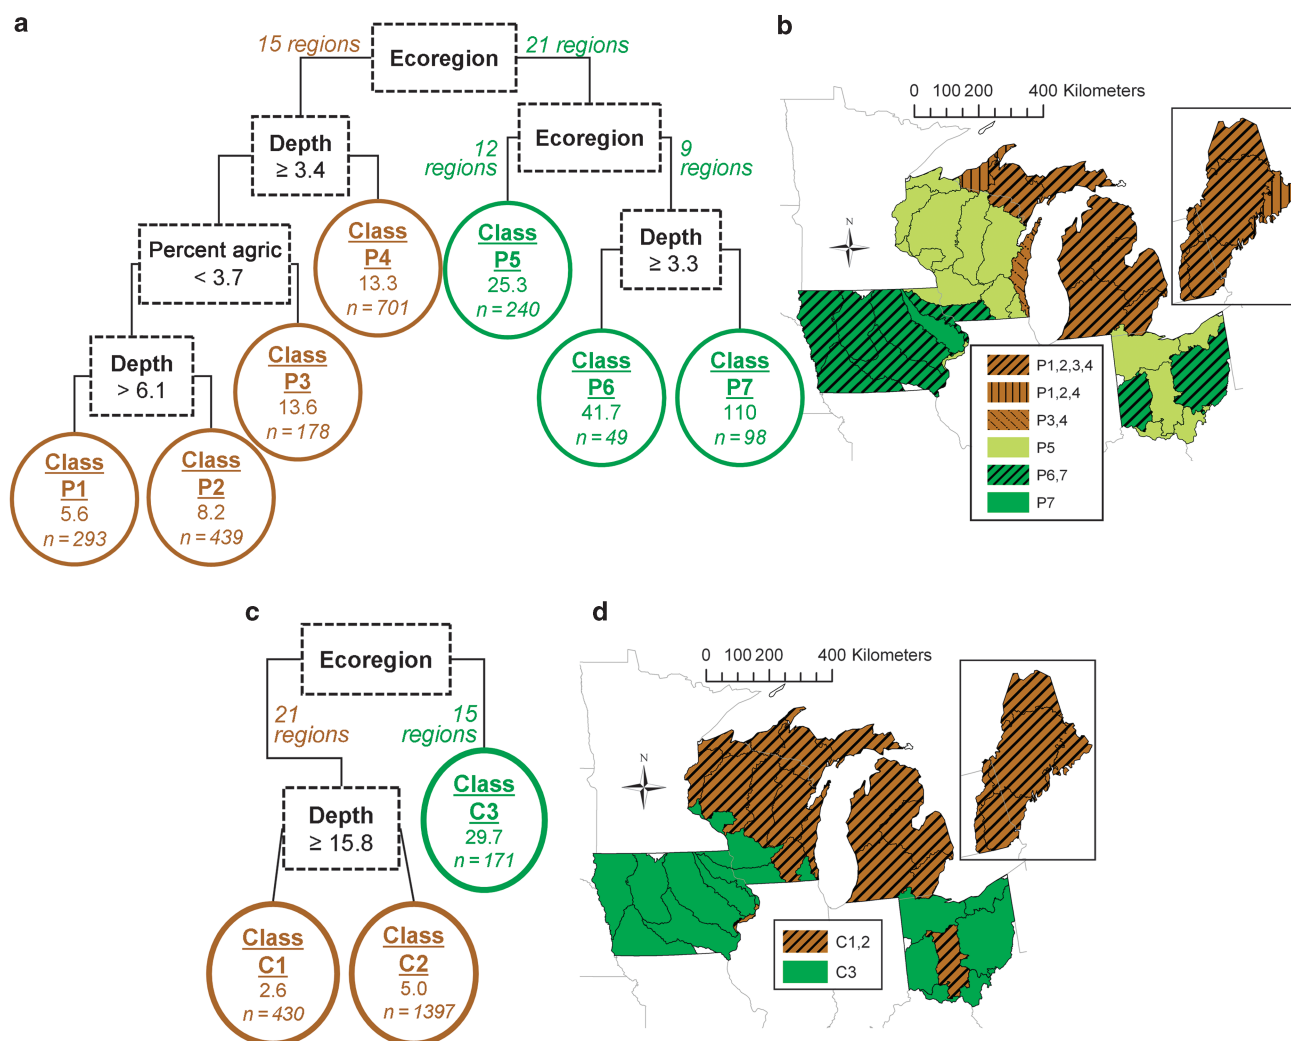 a
15 regions
Ecoregion
21 regions
Depth
≥ 3.4
12
regions
Ecoregion
9
regions
Percent agric
< 3.7
Class
P4
13.3
n = 701
Class
P5
25.3
n = 240
Depth
≥ 3.3
Depth
> 6.1
Class
P3
13.6
n = 178
Class
P6
41.7
n = 49
Class
P7
110
n = 98
Class
P1
5.6
n = 293
Class
P2
8.2
n = 439
b
0 100 200 400 Kilometers
N
P1,2,3,4
P1,2,4
P3,4
P5
P6,7
P7
c
Ecoregion
21
regions
15
regions
Depth
≥ 15.8
Class
C3
29.7
n = 171
Class
C1
2.6
n = 430
Class
C2
5.0
n = 1397
d
0 100 200 400 Kilometers
N
C1,2
C3